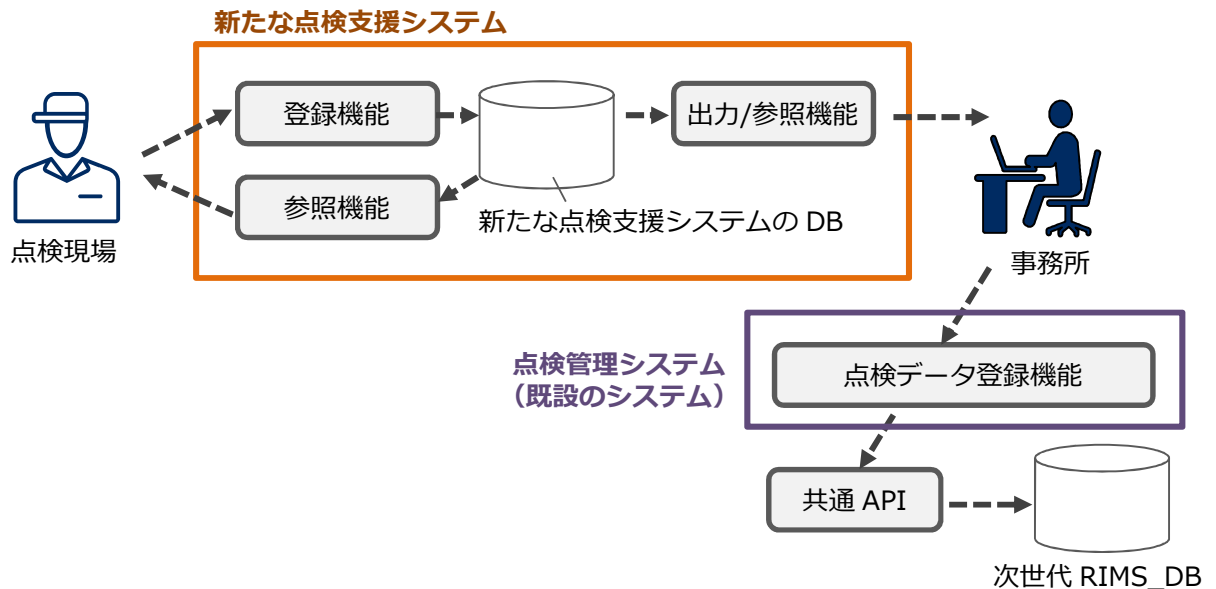 新たな点検支援システム
登録機能
出力/参照機能
参照機能
新たな点検支援システムの DB
点検現場
事務所
点検管理システム
（既設のシステム）
点検データ登録機能
共通 API
次世代 RIMS_DB